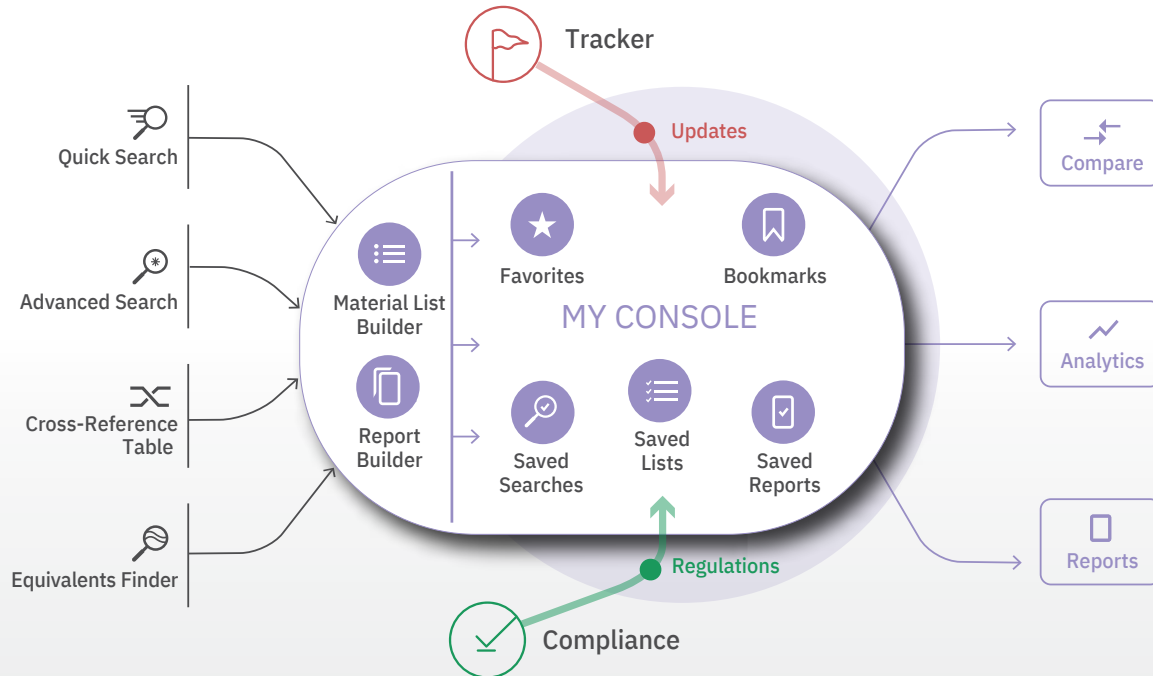 Tracker
Updates
Quick Search
Advanced Search
Cross-Reference
Table
Equivalents Finder
Material List
Builder
Report
Builder
Favorites
Bookmarks
MY CONSOLE
Saved
Searches
Saved
Lists
Saved
Reports
Regulations
Compliance
Compare
Analytics
Reports